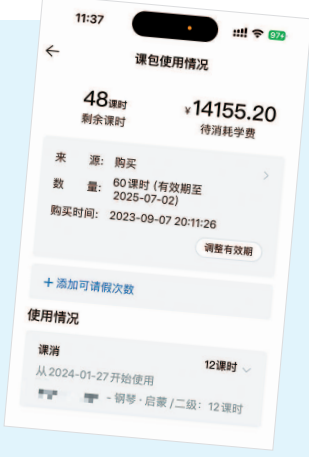 11:37
97+
课包使用情况
48课时
¥14155.20
剩余课时
待消耗学费
来 源: 购买
数 量: 60课时 (有效期至
2025-07-02)
购买时间: 2023-09-07 20:11:26
调整有效期
+ 添加可请假次数
使用情况
课消
12课时
从2024-01-27开始使用
- 钢琴·启蒙/二级: 12课时